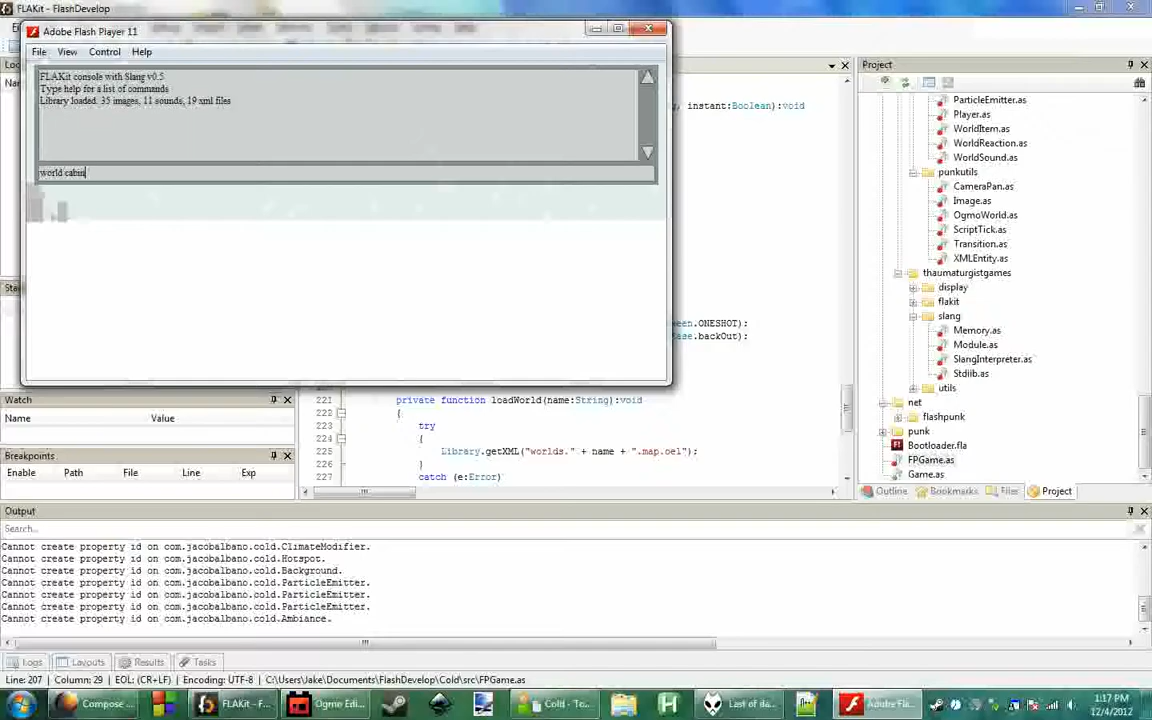 FLAKit - FlashDevelop
Adobe Flash Player 11
File View Control Help
FLAKit console with Slang v0.5
Type help for a list of commands
Library loaded. 35 images, 11 sounds, 19 xml files
world cabin
, instant:Boolean):void
.ONESHOT);
.backOut);
221 private function loadWorld(name:String):void
222 {
223 try
224 {
225 Library.getXML("worlds." + name + ".map.oel");
226 }
227 catch (e:Error)
Project
ParticleEmitter.as
Player.as
WorldItem.as
WorldReaction.as
WorldSound.as
punkutils
CameraPan.as
Image.as
OgmoWorld.as
ScriptTick.as
Transition.as
XMLEntity.as
thaumaturgistgames
display
flakit
slang
Memory.as
Module.as
SlangInterpreter.as
Stdlib.as
utils
net
flashpunk
punk
Bootloader.fla
FPGame.as
Game.as
Outline Bookmarks Files Project
Watch
Name Value
Breakpoints
Enable Path File Line Exp
Output
Search...
Cannot create property id on com.jacobalbano.cold.ClimateModifier.
Cannot create property id on com.jacobalbano.cold.Hotspot.
Cannot create property id on com.jacobalbano.cold.Background.
Cannot create property id on com.jacobalbano.cold.ParticleEmitter.
Cannot create property id on com.jacobalbano.cold.ParticleEmitter.
Cannot create property id on com.jacobalbano.cold.ParticleEmitter.
Cannot create property id on com.jacobalbano.cold.Ambiance.
Logs Layouts Results Tasks
Line: 207 Column: 29 EOL: (CR+LF) Encoding: UTF-8 C:\Users\Jake\Documents\FlashDevelop\Cold\src\FPGame.as
Compose ... FLAKit - F... Ogmo Edi... Cold - To... Last of da... Adobe Fla...
1:17 PM
12/4/2012